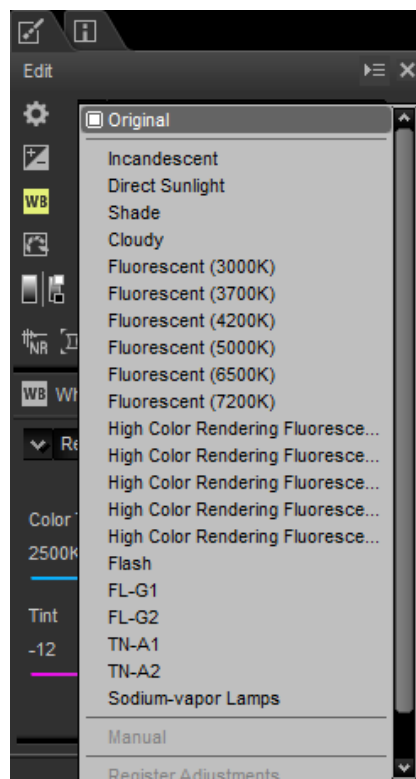 Edit
Original
Incandescent
Direct Sunlight
WB
Shade
Cloudy
Fluorescent (3000K)
Fluorescent (3700K)
Fluorescent (4200K)
NR
Fluorescent (5000K)
Fluorescent (6500K)
WB
Fluorescent (7200K)
High Color Rendering Fluoresce...
High Color Rendering Fluoresce...
High Color Rendering Fluoresce...
High Color Rendering Fluoresce...
High Color Rendering Fluoresce...
Color
2500K
Flash
FL-G1
Tint
FL-G2
-12
TN-A1
TN-A2
Sodium-vapor Lamps
Manual
Register Adjustments